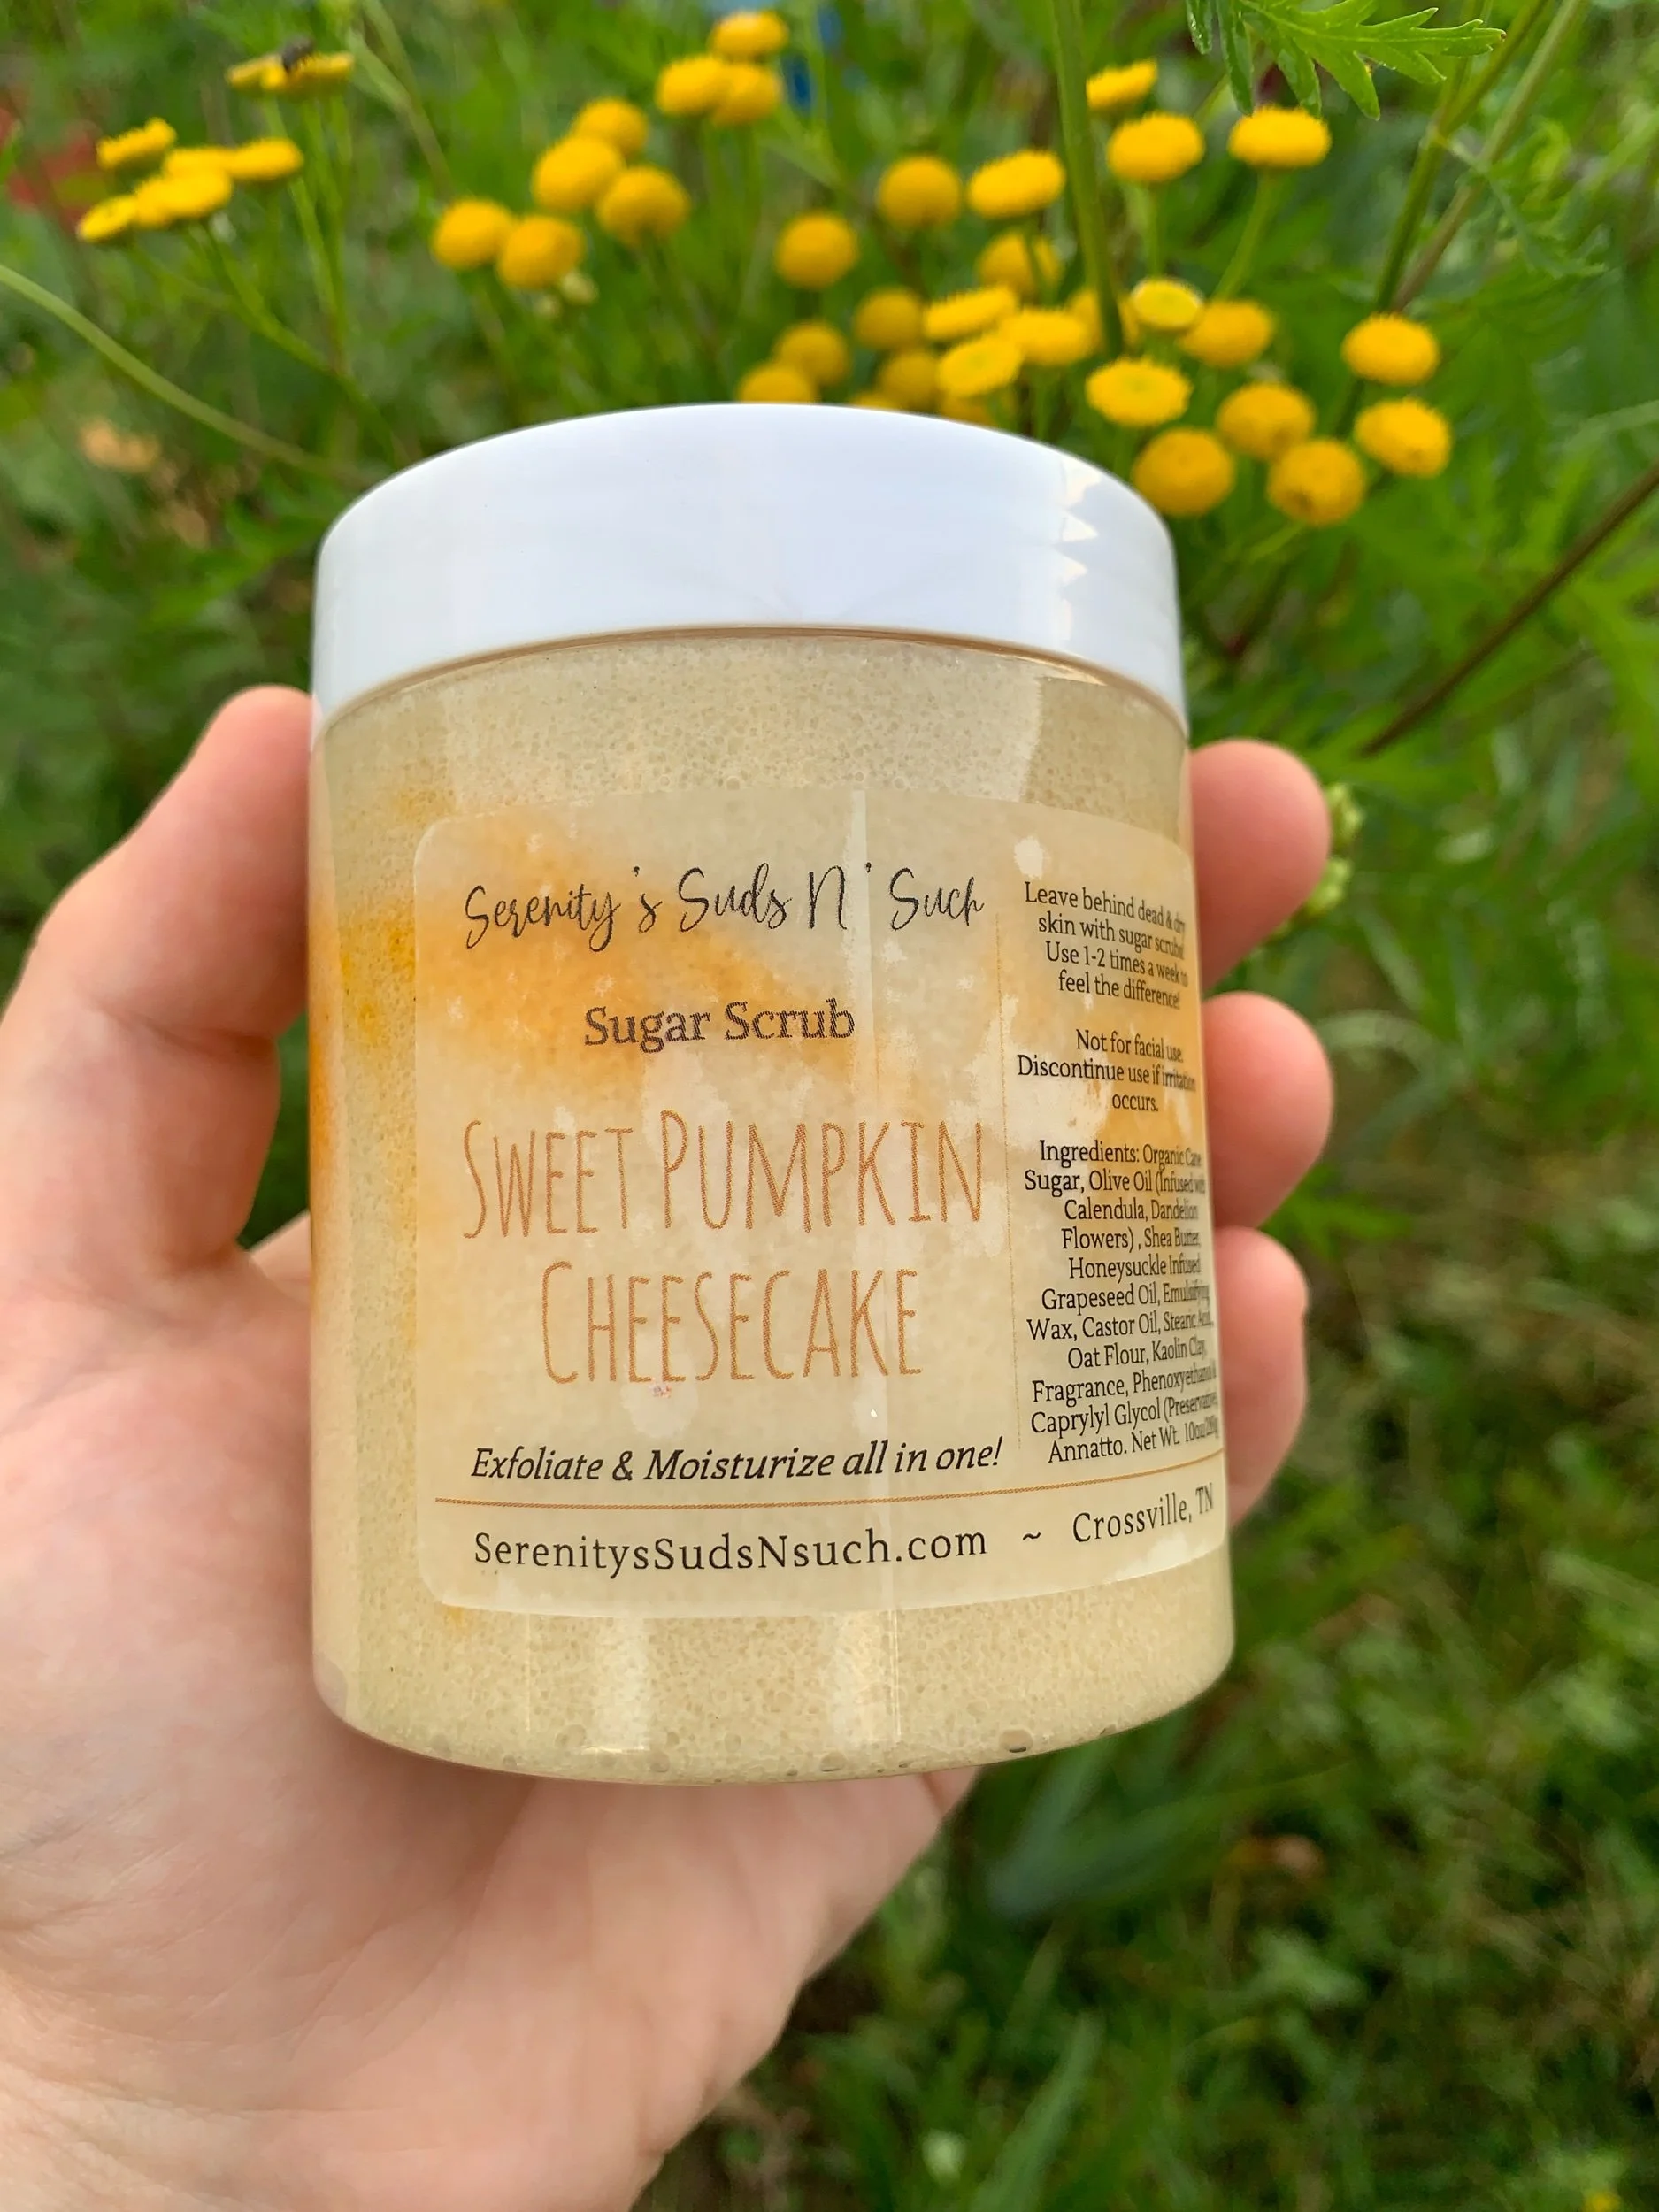 Serenity's Suds N' Such
Sugar Scrub
SWEET PUMPKIN
CHEESECAKE
Exfoliate & Moisturize all in one!
SerenitysSudsNsuch.com ~ Crossville, TN
Leave behind dead & dry
skin with sugar scrubs!
Use 1-2 times a week to
feel the difference!
Not for facial use.
Discontinue use if irritation
occurs.
Ingredients: Organic Cane
Sugar, Olive Oil (Infused with
Calendula, Dandelion
Flowers) , Shea Butter,
Honeysuckle Infused
Grapeseed Oil, Emulsifying
Wax, Castor Oil, Stearic Acid,
Oat Flour, Kaolin Clay,
Fragrance, Phenoxyethanol &
Caprylyl Glycol (Preservative),
Annatto. Net Wt. 10oz